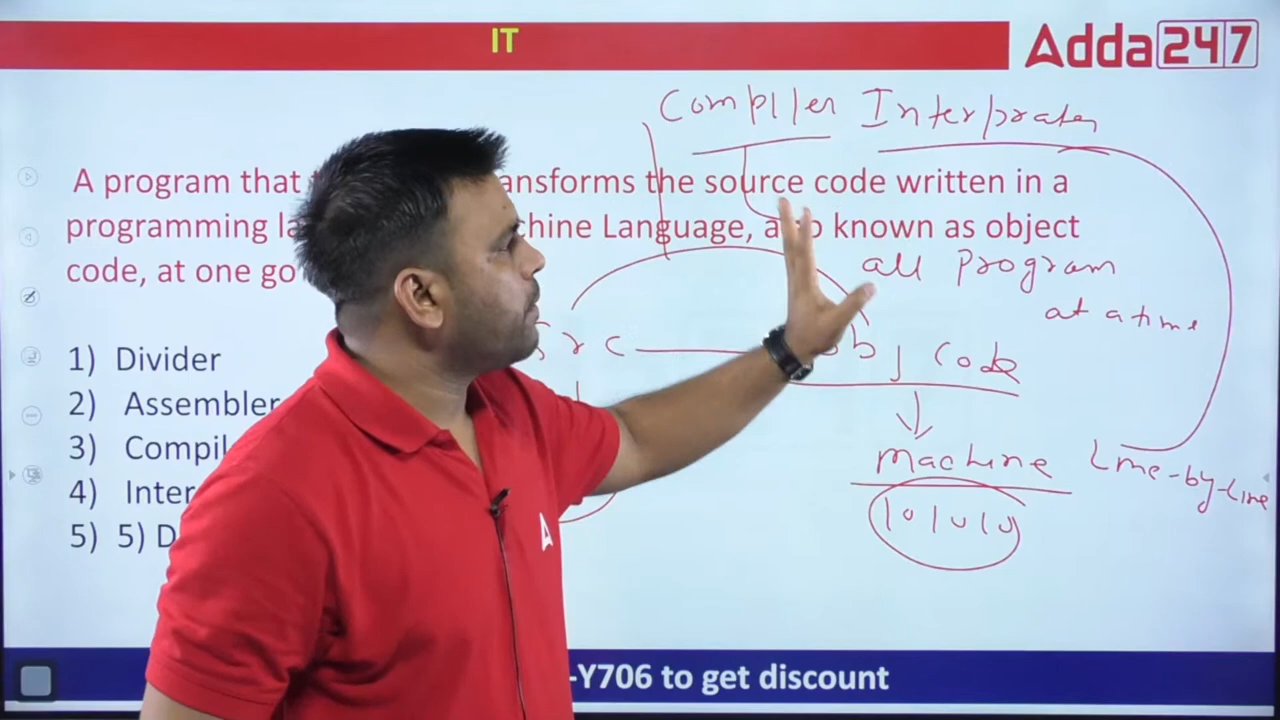 IT
Adda247
Compiler Interprater
A program that ansforms the source code written in a
programming la chine Language, also known as object
code, at one go
all program
at a time
src obj code
1) Divider
2) Assembler
3) Compil
4) Inter
5) 5) D
machine
Line-by-Line
101010
-Y706 to get discount